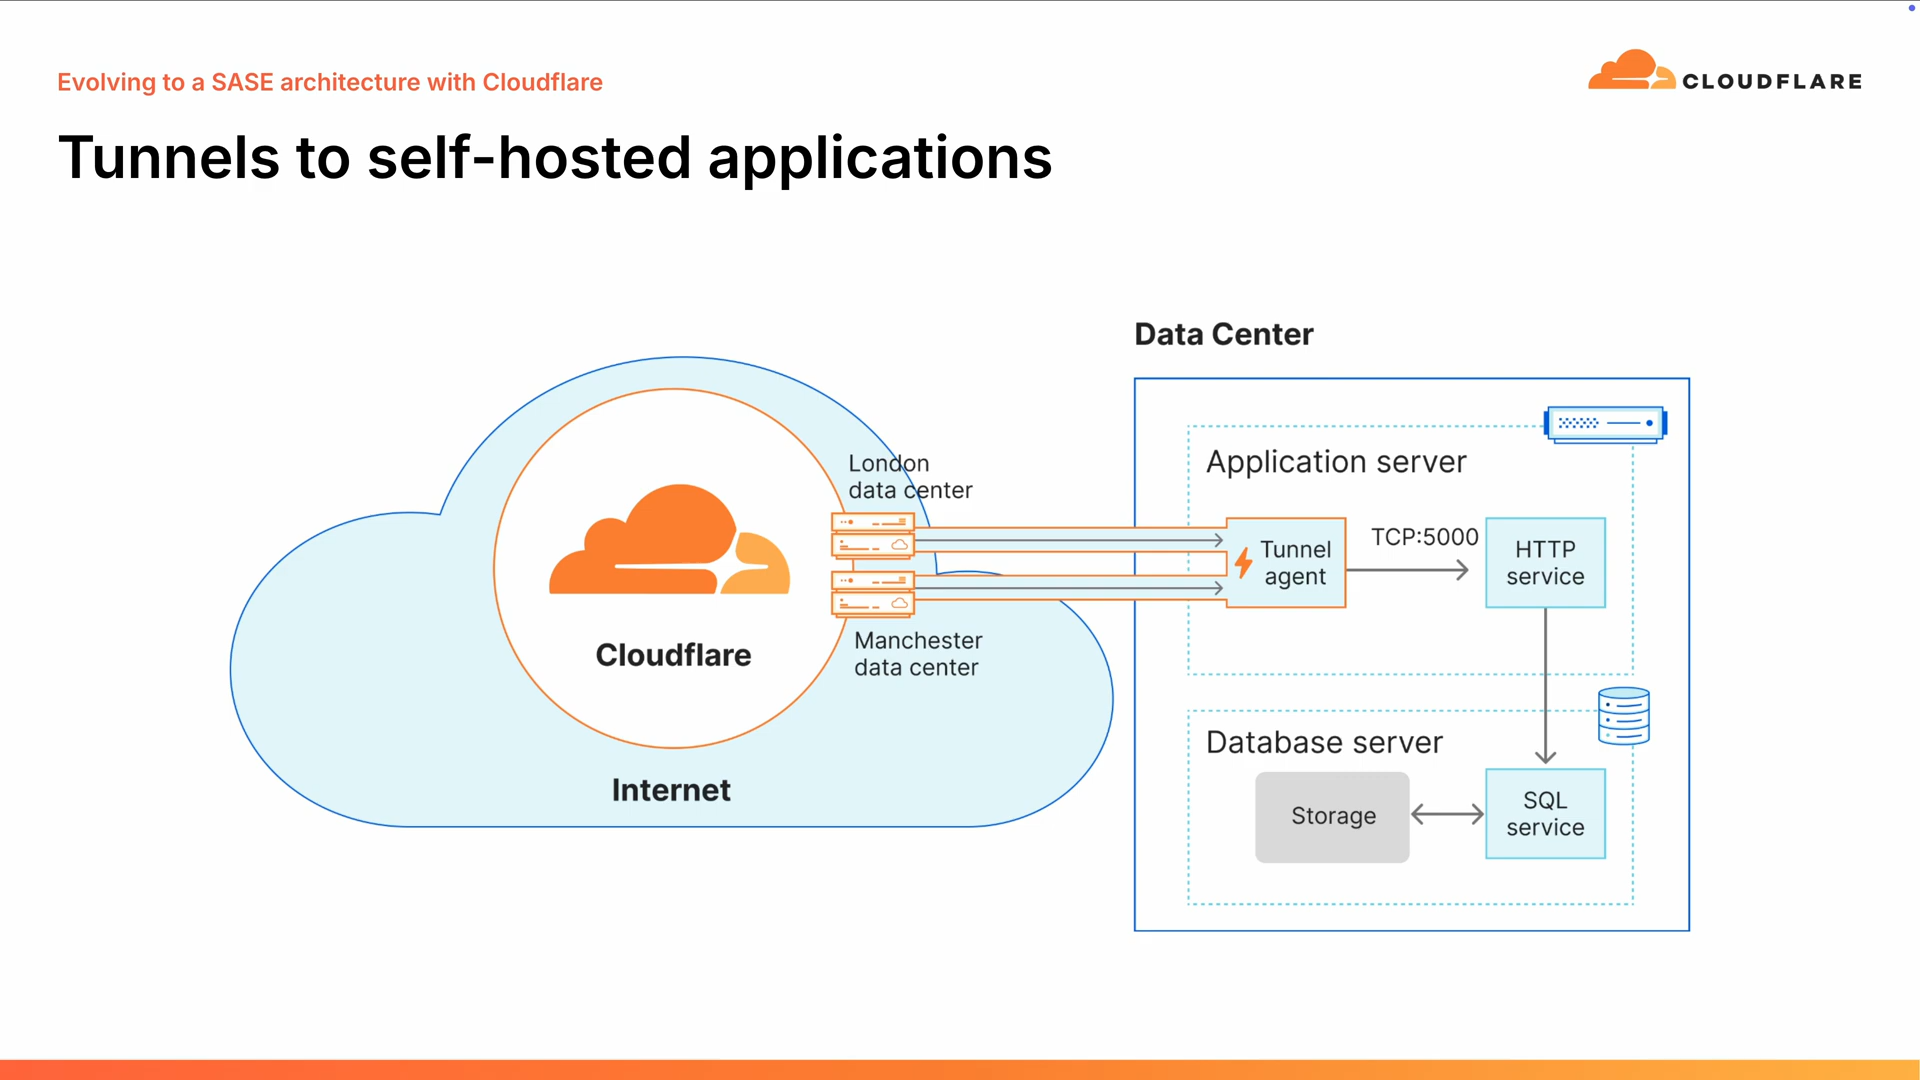 Evolving to a SASE architecture with Cloudflare
CLOUDFLARE
Tunnels to self-hosted applications
Data Center
London
data center
Application server
Tunnel
agent
TCP:5000
HTTP
service
Cloudflare
Manchester
data center
Internet
Database server
Storage
SQL
service